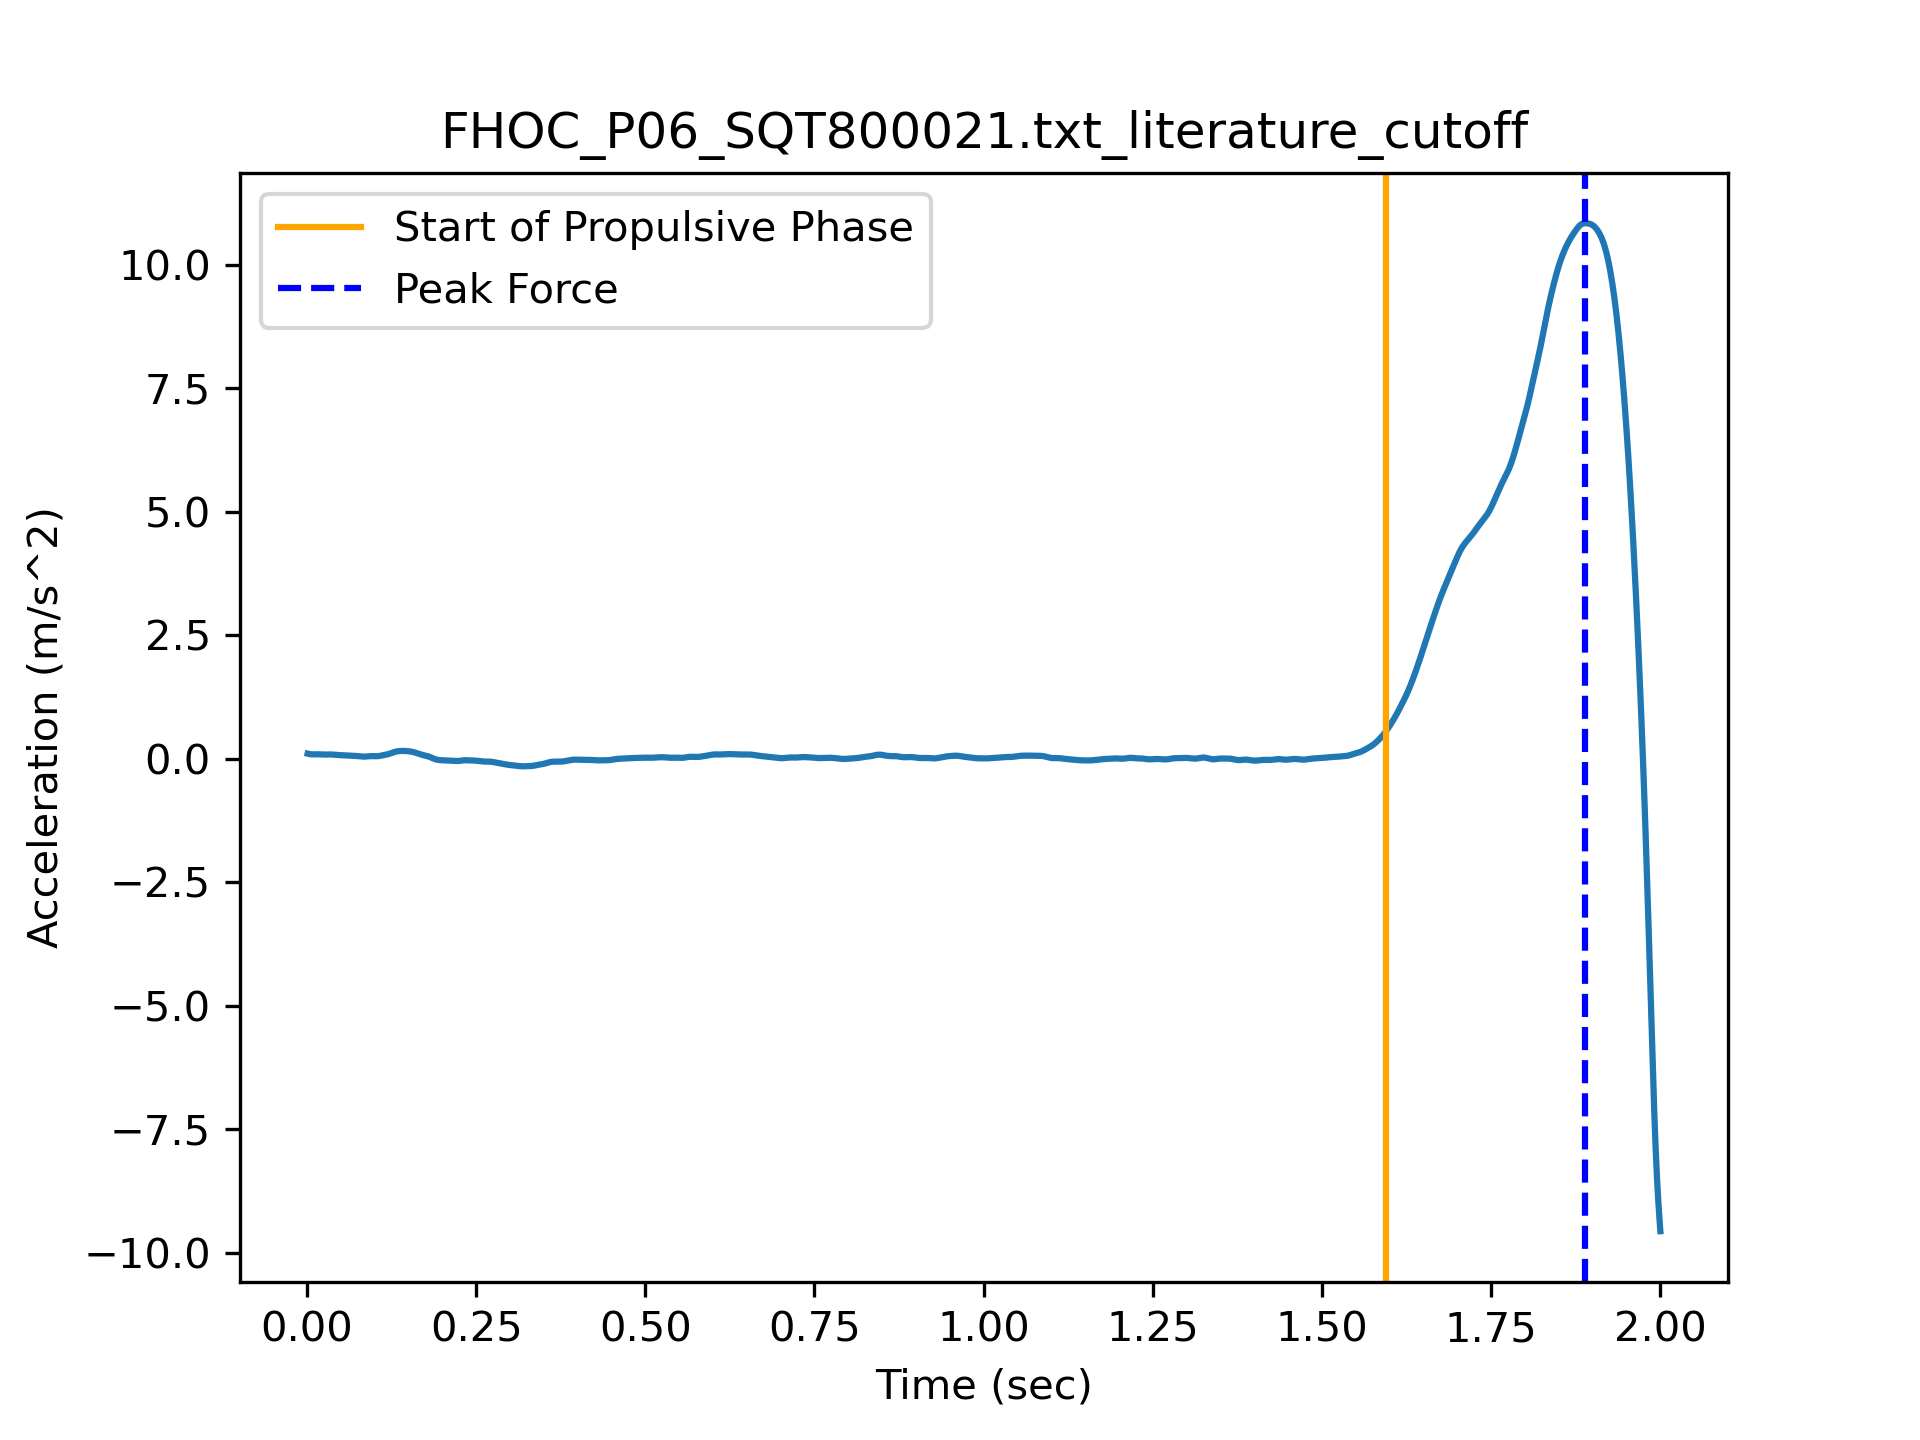 FHOC_P06_SQT800021.txt_literature_cutoff
Start of Propulsive Phase
Peak Force
10.0
7.5
5.0
2.5
0.0
−2.5
−5.0
−7.5
−10.0
Acceleration (m/s^2)
0.00 0.25 0.50 0.75 1.00 1.25 1.50 1.75 2.00
Time (sec)